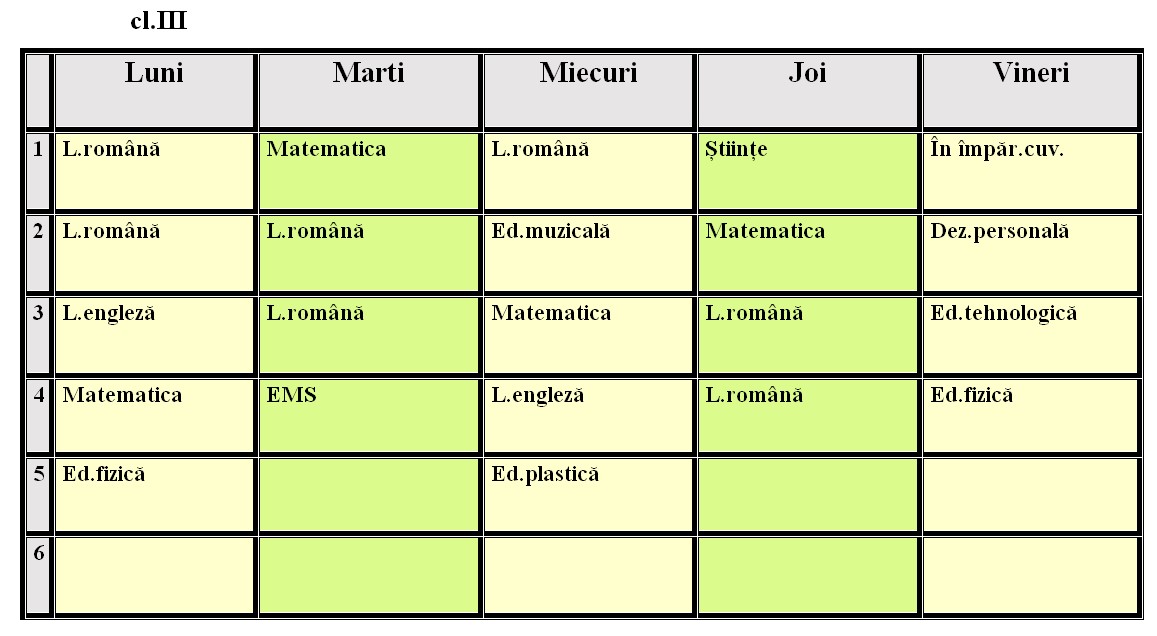 cl.III
Luni Marti Miecuri Joi Vineri
1 L.română Matematica L.română Științe În împăr.cuv.
2 L.română L.română Ed.muzicală Matematica Dez.personală
3 L.engleză L.română Matematica L.română Ed.tehnologică
4 Matematica EMS L.engleză L.română Ed.fizică
5 Ed.fizică Ed.plastică
6